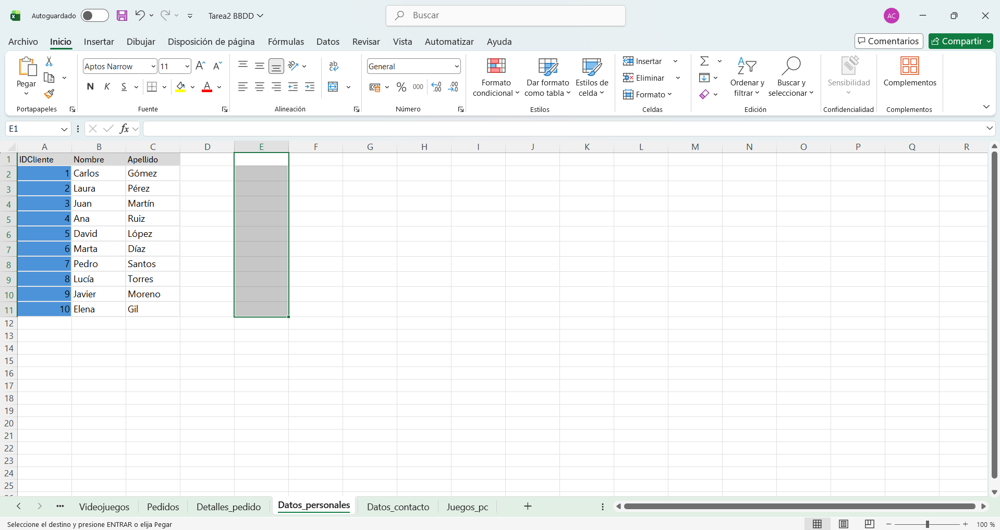 Autoguardado
Tarea2 BBDD
Buscar
AC
Archivo Inicio Insertar Dibujar Disposición de página Fórmulas Datos Revisar Vista Automatizar Ayuda
Comentarios Compartir
Pegar
Portapapeles
Aptos Narrow 11
N K S
Fuente
ab
Alineación
General
% 000
Número
Formato condicional
Dar formato como tabla
Estilos de celda
Estilos
Insertar
Eliminar
Formato
Celdas
Ordenar y filtrar
Buscar y seleccionar
Edición
Sensibilidad
Confidencialidad
Complementos
Complementos
E1
fx
A B C D E F G H I J K L M N O P Q R
1 IDCliente Nombre Apellido
2 1 Carlos Gómez
3 2 Laura Pérez
4 3 Juan Martín
5 4 Ana Ruiz
6 5 David López
7 6 Marta Díaz
8 7 Pedro Santos
9 8 Lucía Torres
10 9 Javier Moreno
11 10 Elena Gil
12
13
14
15
16
17
18
19
20
21
22
23
24
25
Videojuegos Pedidos Detalles_pedido Datos_personales Datos_contacto Juegos_pc
Seleccione el destino y presione ENTRAR o elija Pegar
100 %